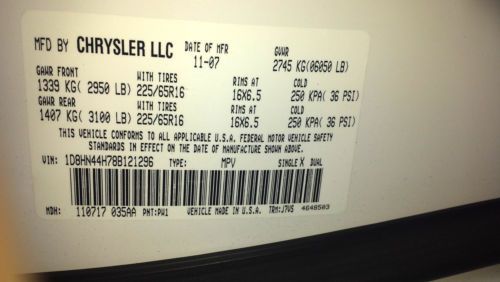 MFD BY CHRYSLER LLC DATE OF MFR GVWR
11-07 2745 KG(06050 LB)
GAWR FRONT WITH TIRES RIMS AT COLD
1339 KG( 2950 LB) 225/65R16 16X6.5 250 KPA( 36 PSI)
GAWR REAR WITH TIRES RIMS AT COLD
1407 KG( 3100 LB) 225/65R16 16X6.5 250 KPA( 36 PSI)
THIS VEHICLE CONFORMS TO ALL APPLICABLE U.S.A. FEDERAL MOTOR VEHICLE SAFETY
STANDARDS IN EFFECT ON THE DATE OF MANUFACTURE SHOWN ABOVE.
VIN: 1D8HN44H78B121296 TYPE: MPV SINGLE X DUAL
MDH: 110717 035AA PNT:PW1 VEHICLE MADE IN U.S.A. TRM:J7V5 4648503